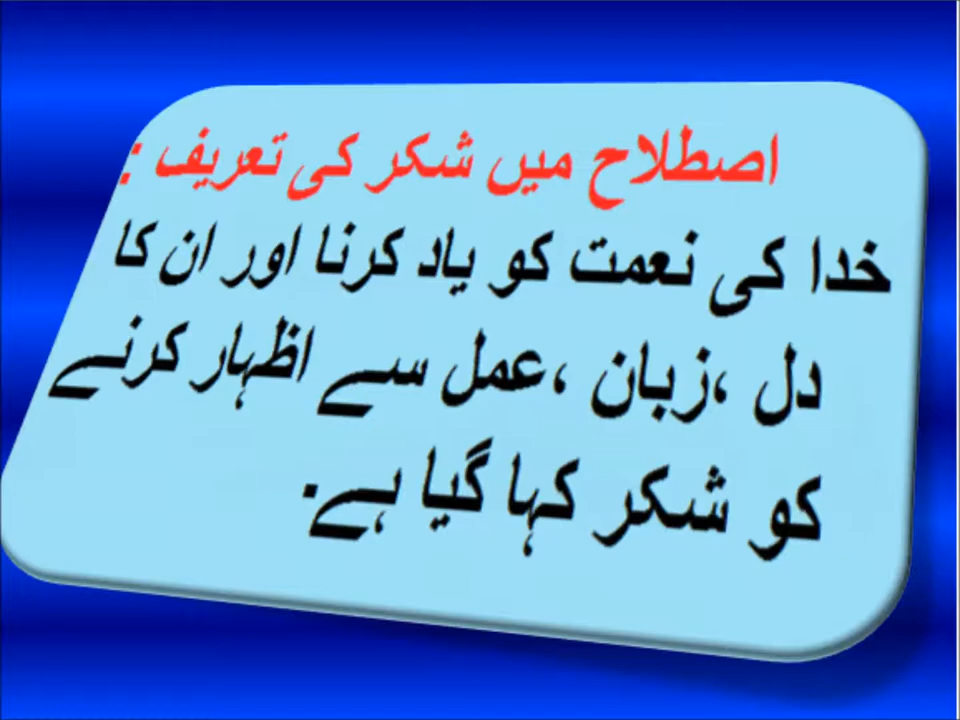 اصطلاح میں شکر کی تعریف :
خدا کی نعمت کو یاد کرنا اور ان کا
دل ،زبان ،عمل سے اظہار کرنے
کو شکر کہا گیا ہے.